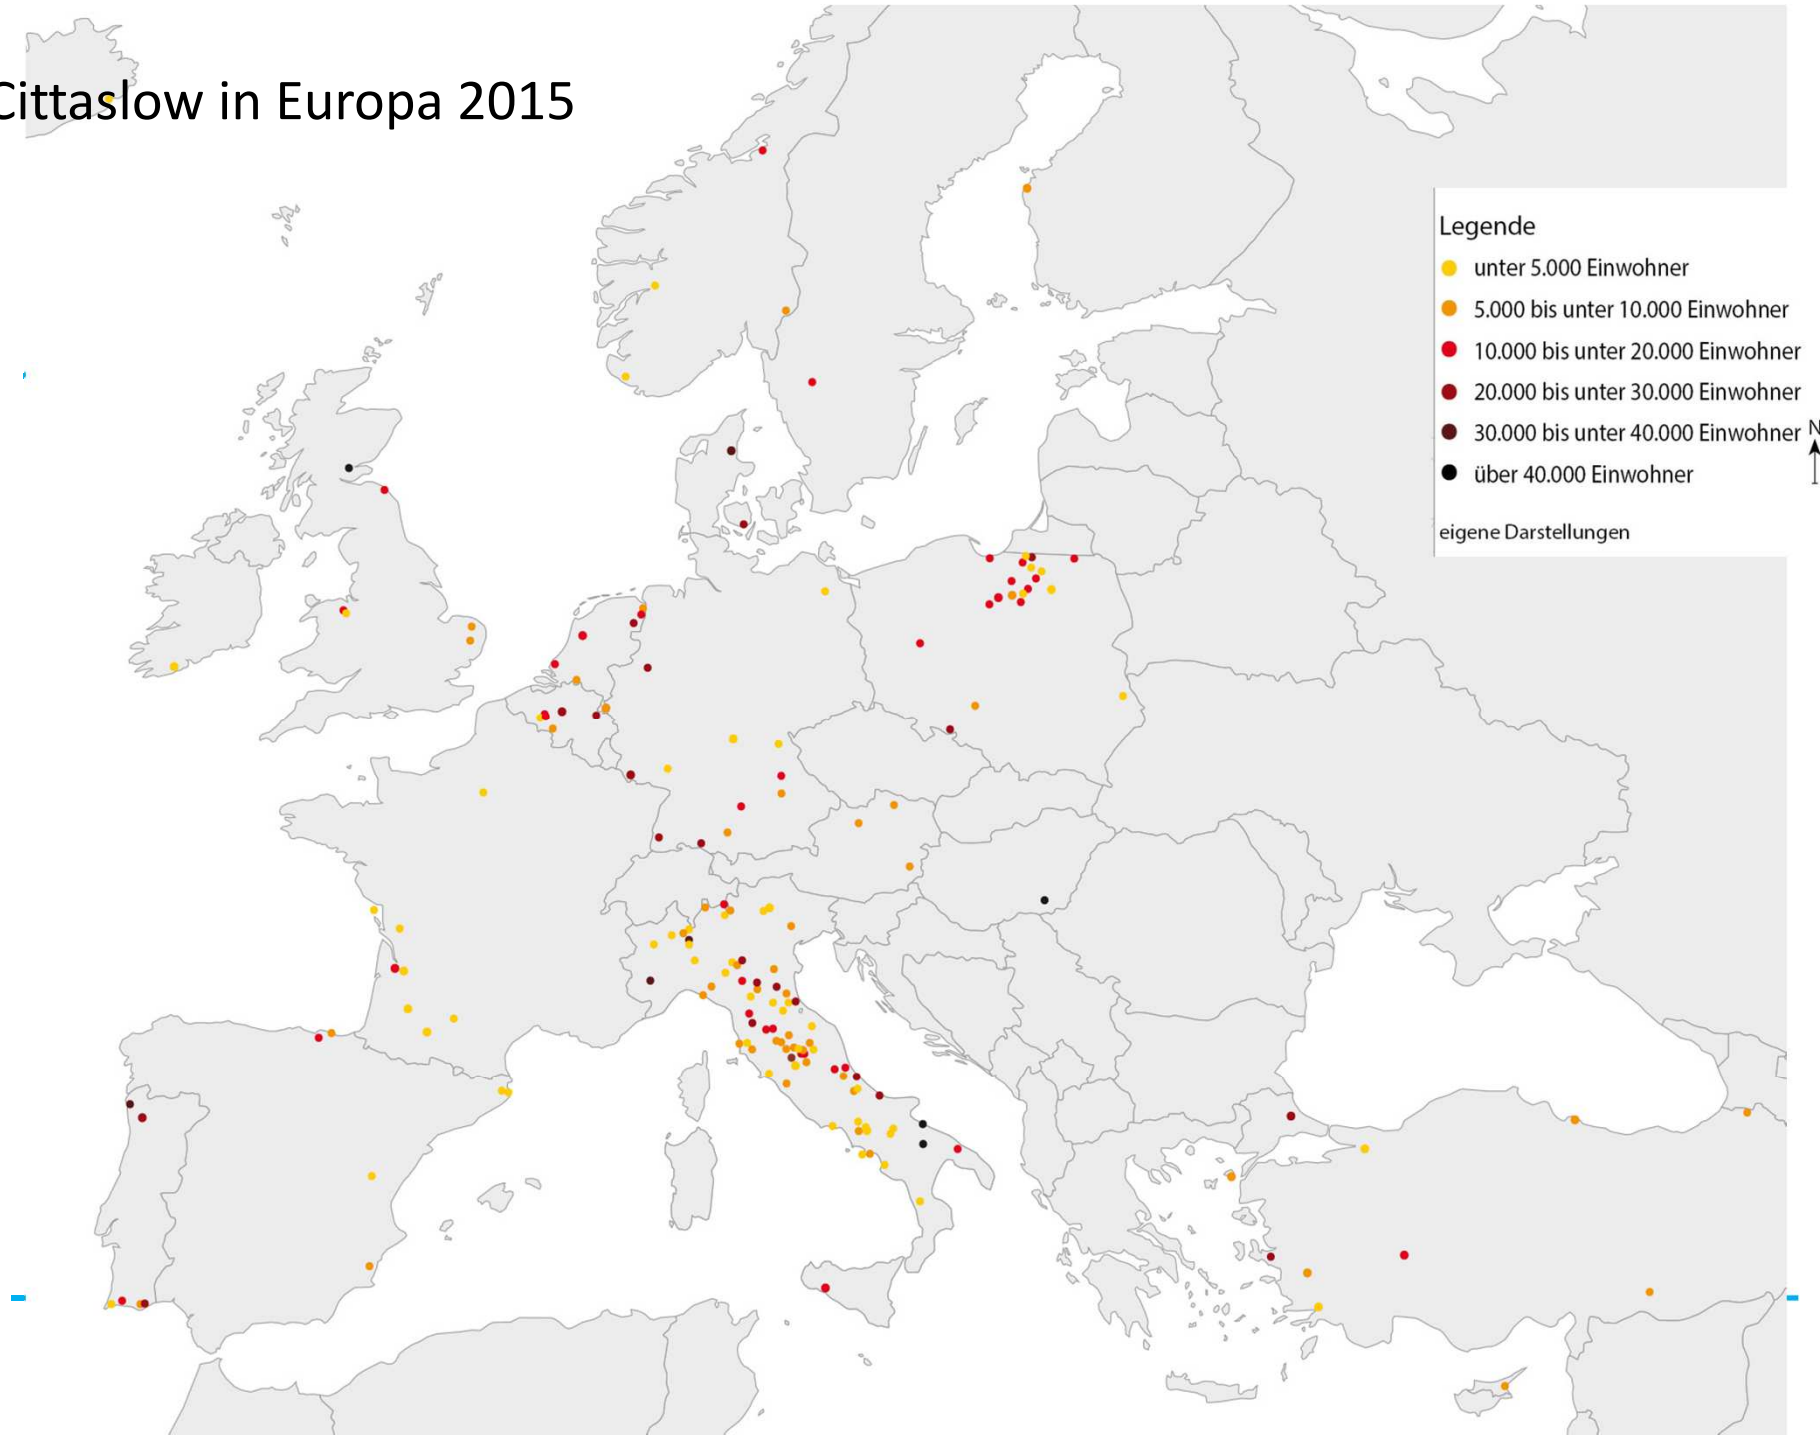 Cittaslow in Europa 2015
Legende
unter 5.000 Einwohner
5.000 bis unter 10.000 Einwohner
10.000 bis unter 20.000 Einwohner
20.000 bis unter 30.000 Einwohner
30.000 bis unter 40.000 Einwohner
N
über 40.000 Einwohner
eigene Darstellungen